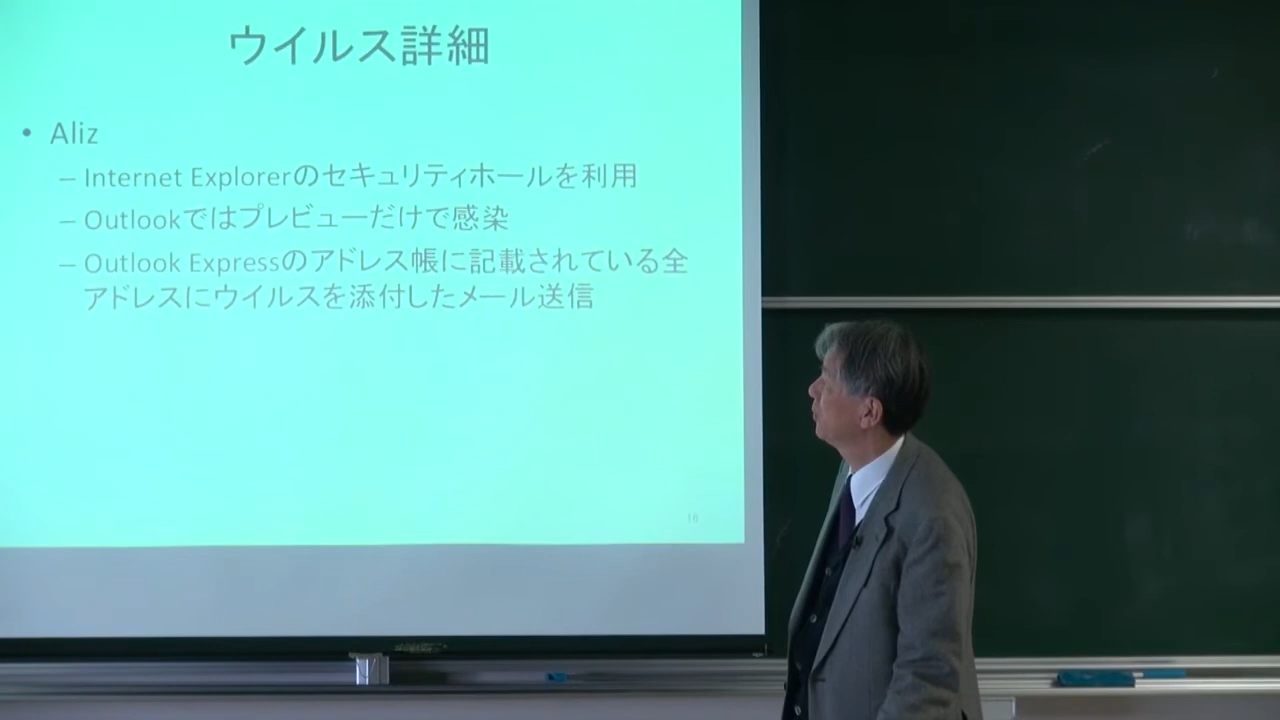 ウイルス詳細
• Aliz
– Internet Explorerのセキュリティホールを利用
– Outlookではプレビューだけで感染
– Outlook Expressのアドレス帳に記載されている全
アドレスにウイルスを添付したメール送信